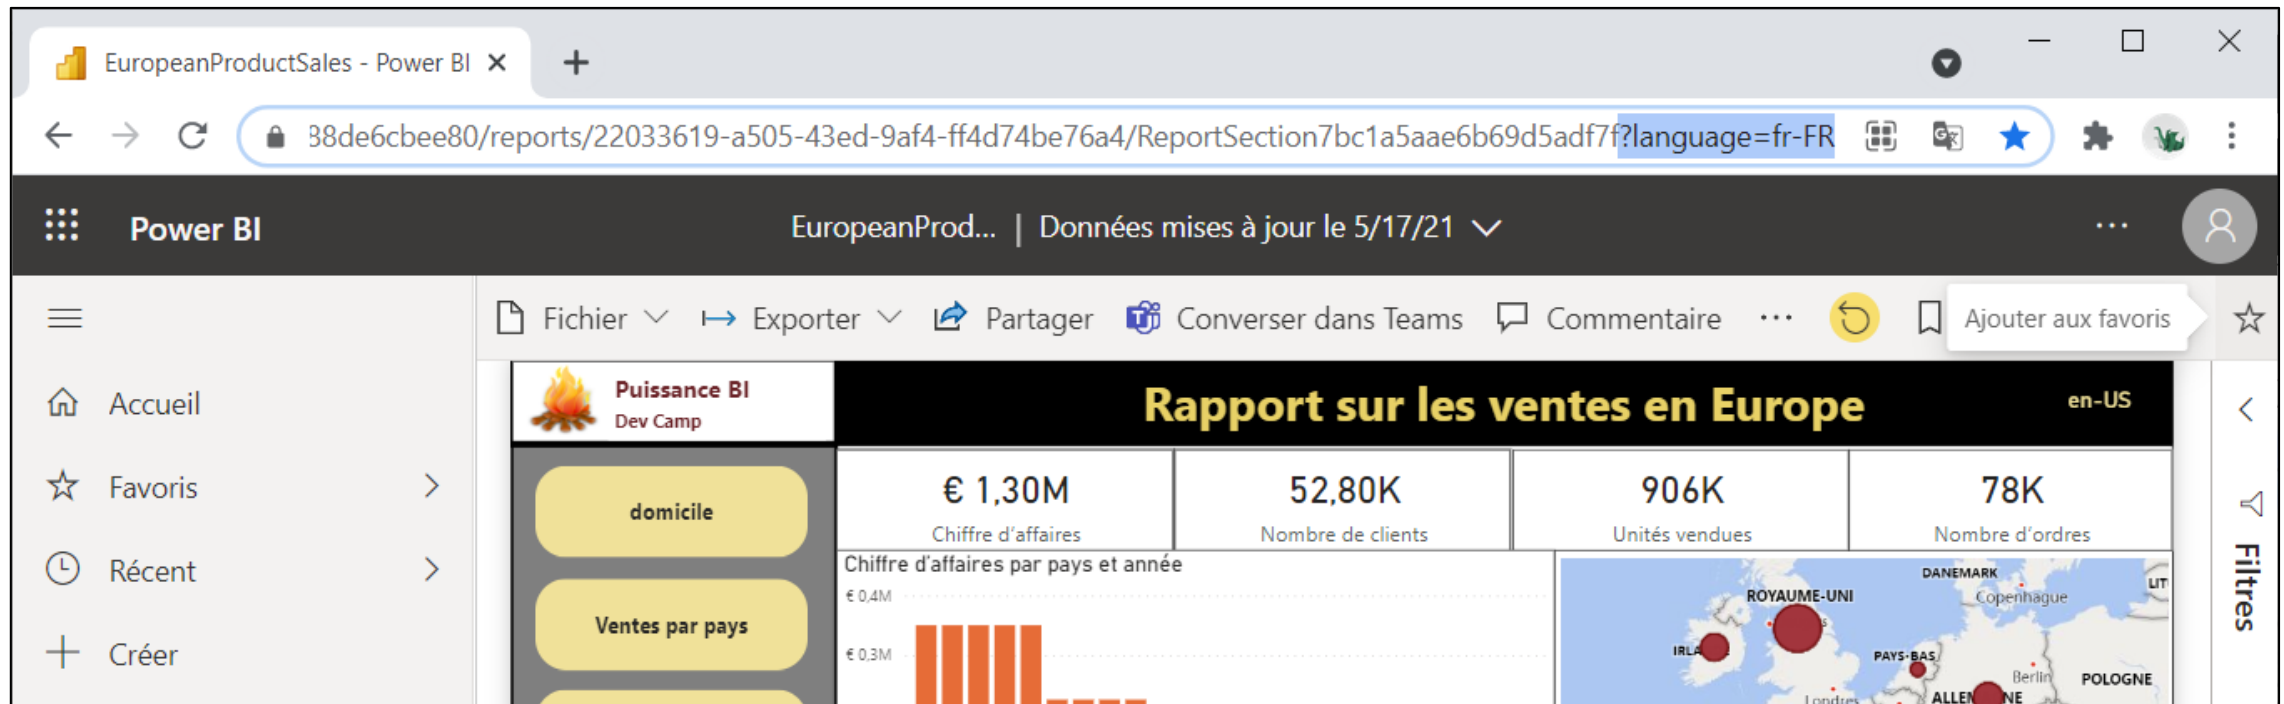 EuropeanProductSales - Power BI
38de6cbee80/reports/22033619-a505-43ed-9af4-ff4d74be76a4/ReportSection7bc1a5aae6b69d5adf7f?language=fr-FR
Power BI
EuropeanProd... | Données mises à jour le 5/17/21
Fichier Exporter Partager Converser dans Teams Commentaire ... Ajouter aux favoris
Accueil
Favoris
Récent
Créer
Puissance BI
Dev Camp
Rapport sur les ventes en Europe
en-US
domicile
Ventes par pays
€ 1,30M
Chiffre d'affaires
52,80K
Nombre de clients
906K
Unités vendues
78K
Nombre d'ordres
Chiffre d'affaires par pays et année
€ 0,4M
€ 0,3M
DANEMARK
Copenhague
ROYAUME-UNI
PAYS-BAS
Berlin
POLOGNE
Londres
Filtres